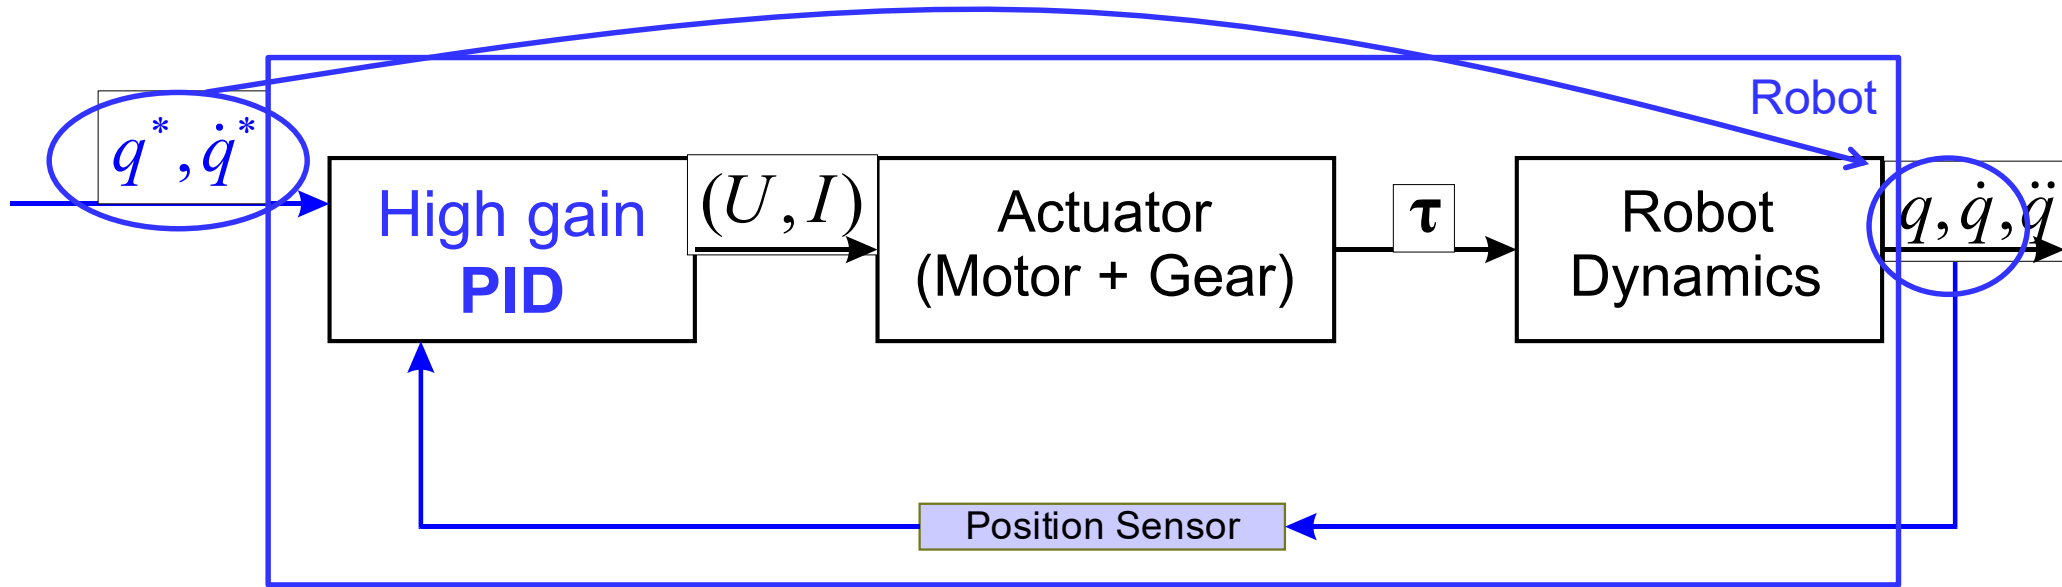 Robot
q*, q̇*
High gain
PID
(U, I)
Actuator
(Motor + Gear)
τ
Robot
Dynamics
q, q̇, q̈
Position Sensor